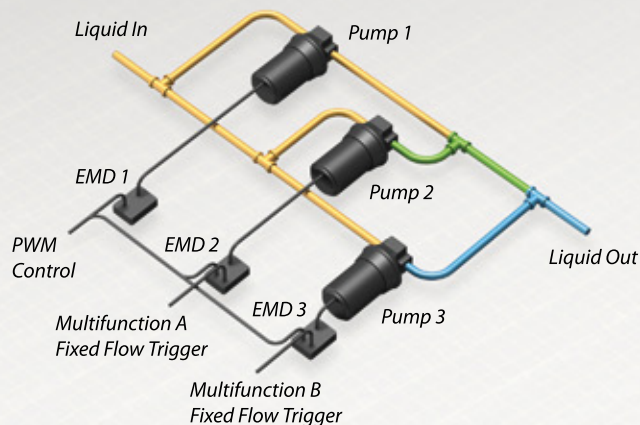 Liquid In
Pump 1
EMD 1
Pump 2
PWM
Control
EMD 2
Liquid Out
Multifunction A
Fixed Flow Trigger
EMD 3
Pump 3
Multifunction B
Fixed Flow Trigger